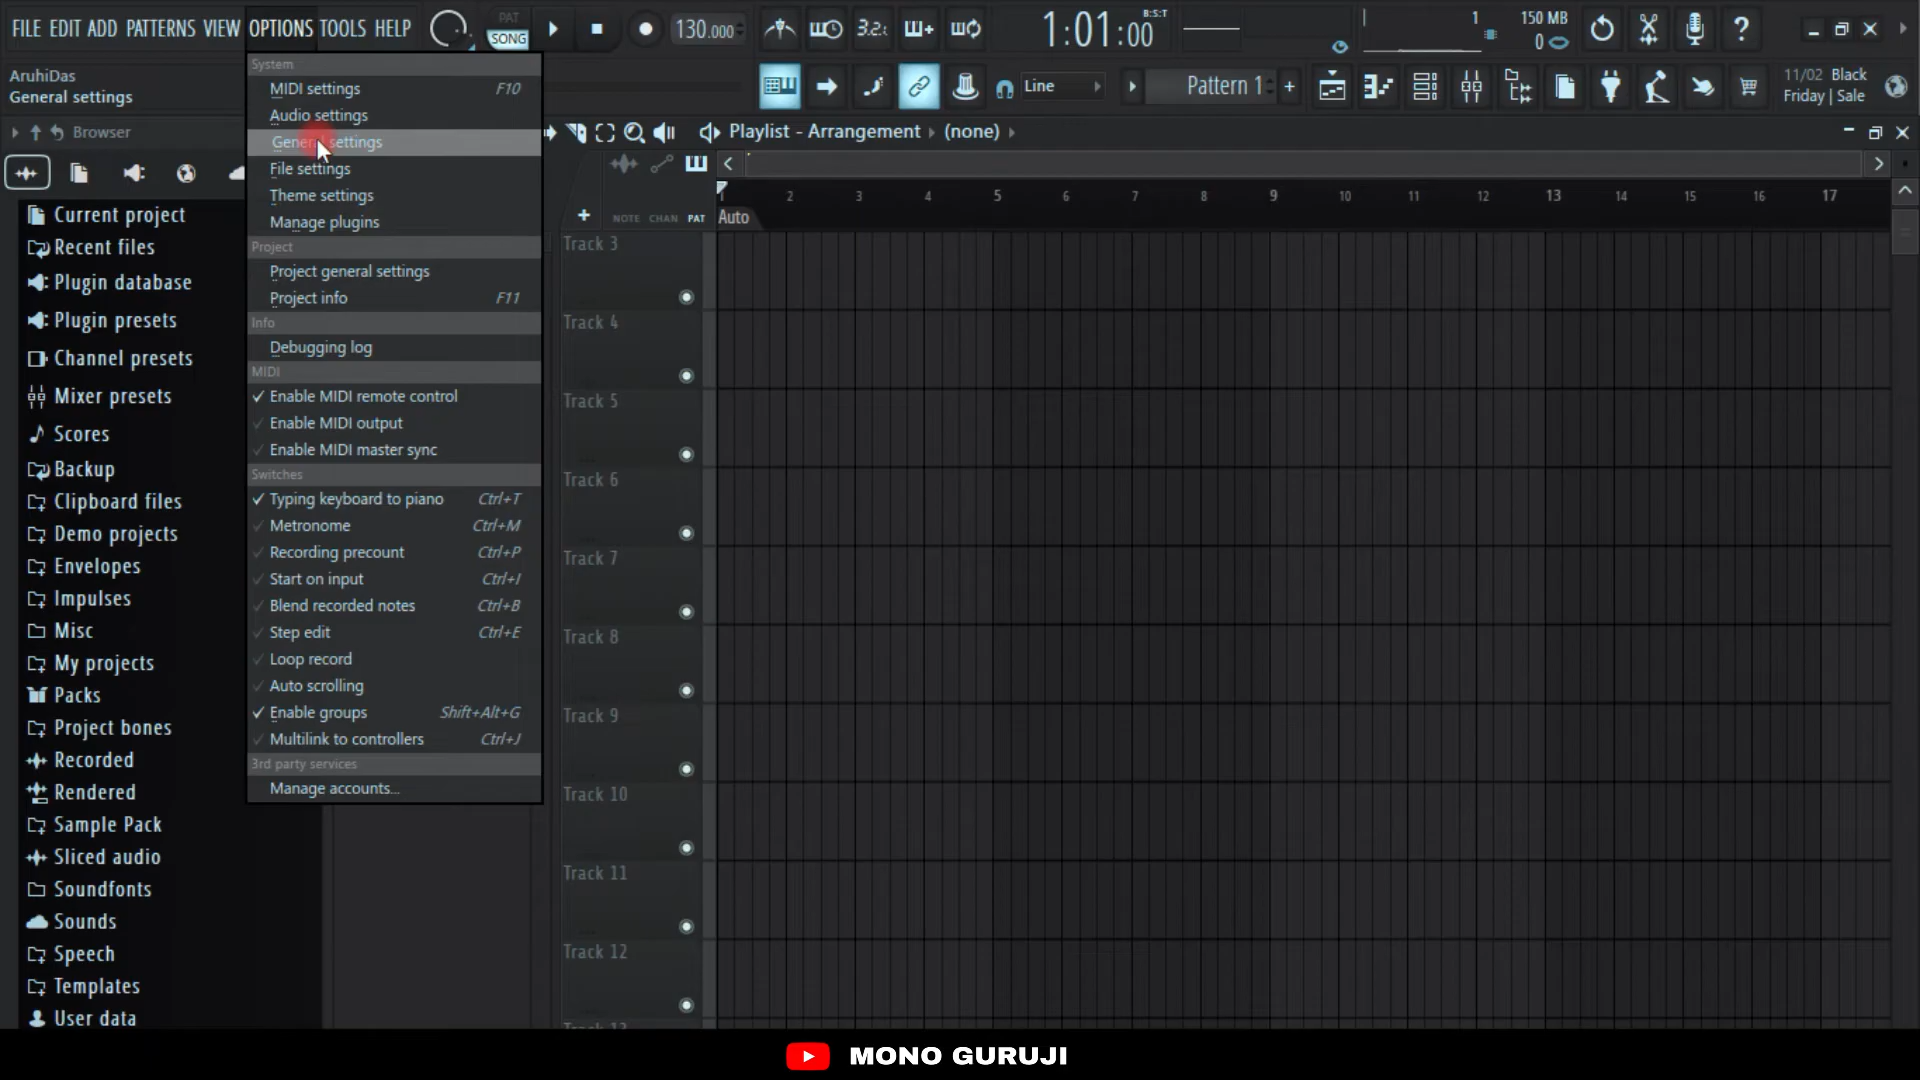 FILE EDIT ADD PATTERNS VIEW OPTIONS TOOLS HELP
PAT
SONG
130.000
3.2.
1:01:00
B:S:T
1
150 MB
0
AruhiDas
General settings
Line
Pattern 1
11/02 Black
Friday | Sale
Browser
Playlist - Arrangement
(none)
NOTE CHAN PAT
1 2 3 4 5 6 7 8 9 10 11 12 13 14 15 16 17
Auto
Current project
Recent files
Plugin database
Plugin presets
Channel presets
Mixer presets
Scores
Backup
Clipboard files
Demo projects
Envelopes
Impulses
Misc
My projects
Packs
Project bones
Recorded
Rendered
Sample Pack
Sliced audio
Soundfonts
Sounds
Speech
Templates
User data
System
MIDI settings F10
Audio settings
General settings
File settings
Theme settings
Manage plugins
Project
Project general settings
Project info F11
Info
Debugging log
MIDI
Enable MIDI remote control
Enable MIDI output
Enable MIDI master sync
Switches
Typing keyboard to piano Ctrl+T
Metronome Ctrl+M
Recording precount Ctrl+P
Start on input Ctrl+I
Blend recorded notes Ctrl+B
Step edit Ctrl+E
Loop record
Auto scrolling
Enable groups Shift+Alt+G
Multilink to controllers Ctrl+J
3rd party services
Manage accounts...
Track 3
Track 4
Track 5
Track 6
Track 7
Track 8
Track 9
Track 10
Track 11
Track 12
MONO GURUJI